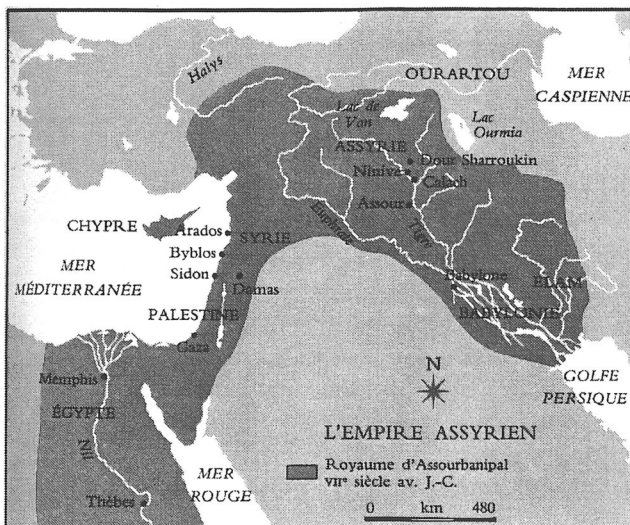 Halys
OURARTOU
MER
CASPIENNE
Lac de
Van
Lac
Ourmia
ASSYRIE
Dour Sharroukin
Ninive
Calach
Assour
CHYPRE
Arados
SYRIE
Euphrate
Tigre
Byblos
MER
MÉDITERRANÉE
Sidon
Damas
Babylone
ÉLAM
BABYLONIE
PALESTINE
Gaza
Memphis
ÉGYPTE
Nil
N
GOLFE
PERSIQUE
L'EMPIRE ASSYRIEN
Royaume d'Assourbanipal
VIIe siècle av. J.-C.
MER
ROUGE
Thèbes
0 km 480